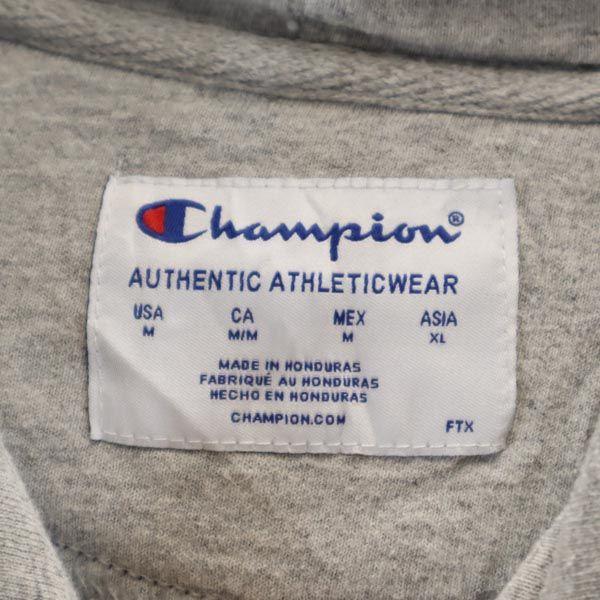 Champion®
AUTHENTIC ATHLETICWEAR
USA CA MEX ASIA
M M/M M XL
MADE IN HONDURAS
FABRIQUÉ AU HONDURAS
HECHO EN HONDURAS
CHAMPION.COM
FTX